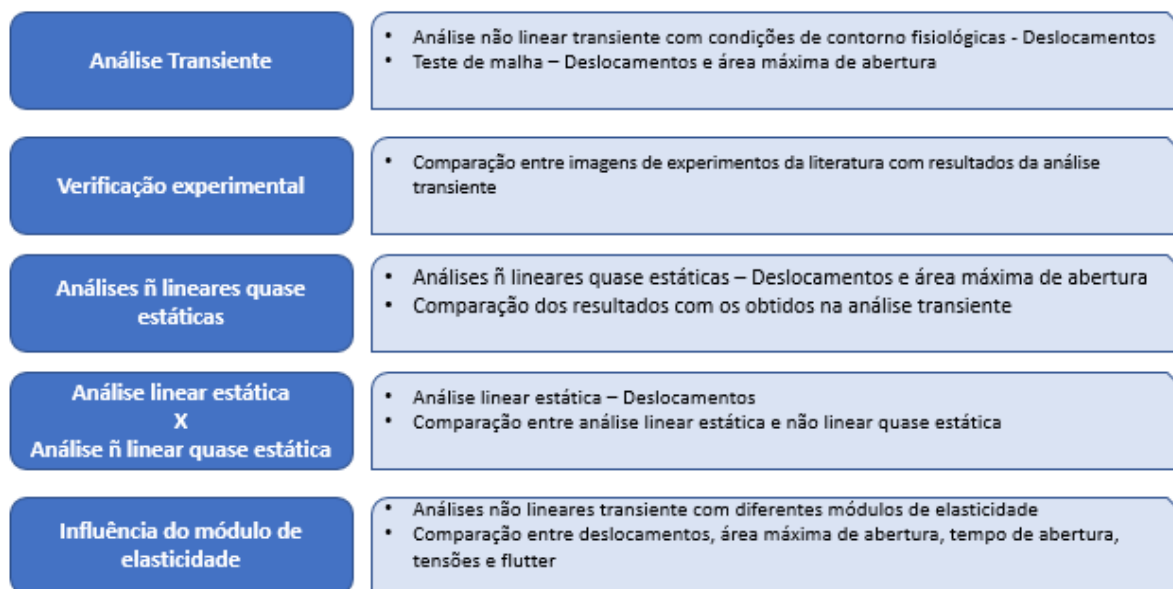 Análise Transiente
• Análise não linear transiente com condições de contorno fisiológicas - Deslocamentos
• Teste de malha – Deslocamentos e área máxima de abertura
Verificação experimental
• Comparação entre imagens de experimentos da literatura com resultados da análise
transiente
Análises ñ lineares quase
estáticas
• Análises ñ lineares quase estáticas – Deslocamentos e área máxima de abertura
• Comparação dos resultados com os obtidos na análise transiente
Análise linear estática
X
Análise ñ linear quase estática
• Análise linear estática – Deslocamentos
• Comparação entre análise linear estática e não linear quase estática
Influência do módulo de
elasticidade
• Análises não lineares transiente com diferentes módulos de elasticidade
• Comparação entre deslocamentos, área máxima de abertura, tempo de abertura,
tensões e flutter